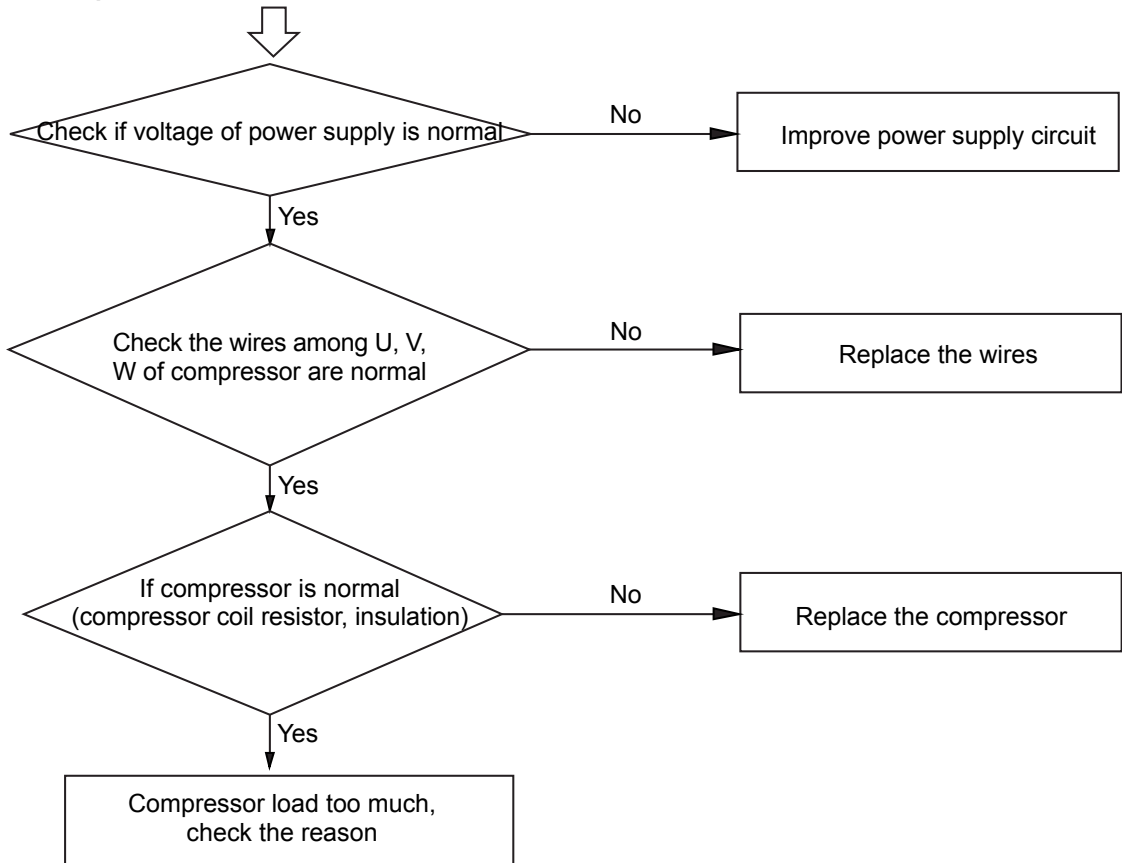 Check if voltage of power supply is normal
No
Improve power supply circuit
Yes
Check the wires among U, V,
W of compressor are normal
No
Replace the wires
Yes
If compressor is normal
(compressor coil resistor, insulation)
No
Replace the compressor
Yes
Compressor load too much,
check the reason